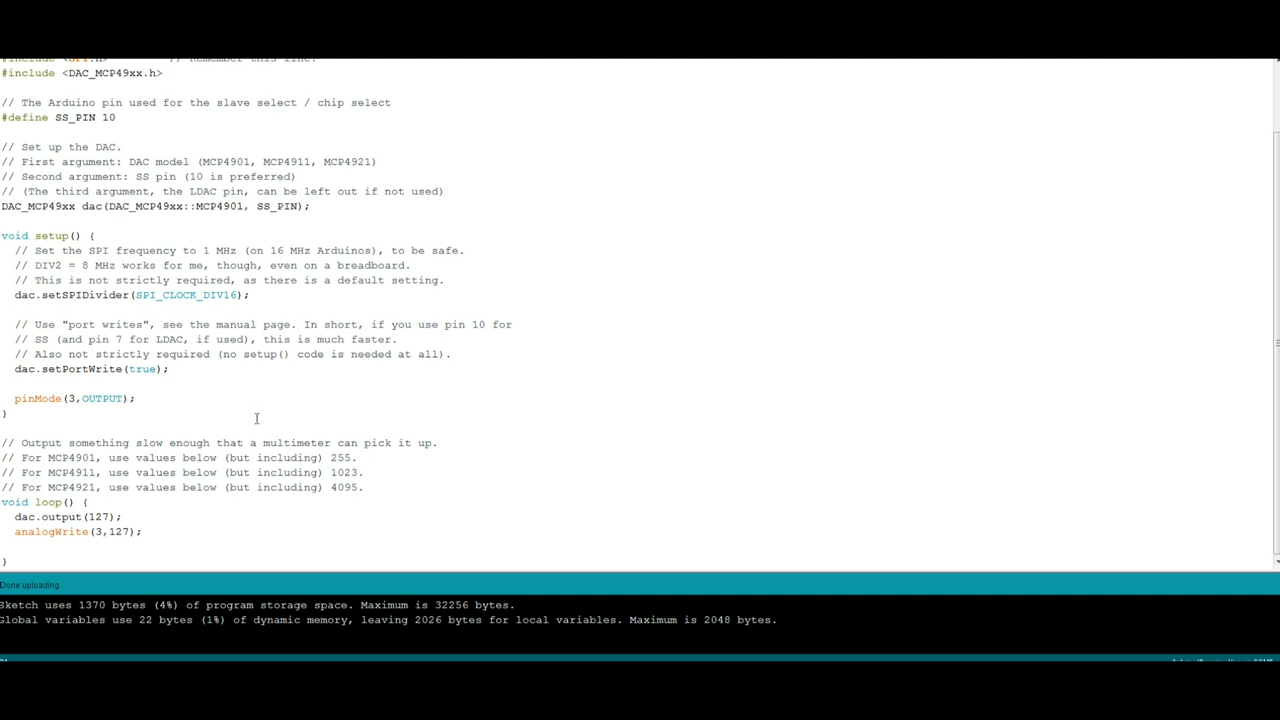 #include <SPI.h> // Remember this line!
#include <DAC_MCP49xx.h>
// The Arduino pin used for the slave select / chip select
#define SS_PIN 10
// Set up the DAC.
// First argument: DAC model (MCP4901, MCP4911, MCP4921)
// Second argument: SS pin (10 is preferred)
// (The third argument, the LDAC pin, can be left out if not used)
DAC_MCP49xx dac(DAC_MCP49xx::MCP4901, SS_PIN);
void setup() {
// Set the SPI frequency to 1 MHz (on 16 MHz Arduinos), to be safe.
// DIV2 = 8 MHz works for me, though, even on a breadboard.
// This is not strictly required, as there is a default setting.
dac.setSPIDivider(SPI_CLOCK_DIV16);
// Use "port writes", see the manual page. In short, if you use pin 10 for
// SS (and pin 7 for LDAC, if used), this is much faster.
// Also not strictly required (no setup() code is needed at all).
dac.setPortWrite(true);
pinMode(3,OUTPUT);
}
// Output something slow enough that a multimeter can pick it up.
// For MCP4901, use values below (but including) 255.
// For MCP4911, use values below (but including) 1023.
// For MCP4921, use values below (but including) 4095.
void loop() {
dac.output(127);
analogWrite(3,127);
}
Done uploading.
Sketch uses 1370 bytes (4%) of program storage space. Maximum is 32256 bytes.
Global variables use 22 bytes (1%) of dynamic memory, leaving 2026 bytes for local variables. Maximum is 2048 bytes.